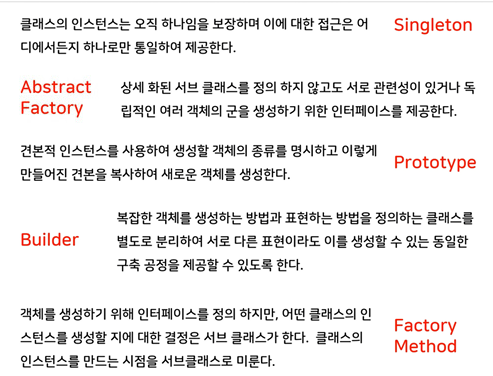 클래스의 인스턴스는 오직 하나임을 보장하며 이에 대한 접근은 어
디에서든지 하나로만 통일하여 제공한다.
Singleton
Abstract
Factory
상세 화된 서브 클래스를 정의 하지 않고도 서로 관련성이 있거나 독
립적인 여러 객체의 군을 생성하기 위한 인터페이스를 제공한다.
견본적 인스턴스를 사용하여 생성할 객체의 종류를 명시하고 이렇게
만들어진 견본을 복사하여 새로운 객체를 생성한다.
Prototype
Builder
복잡한 객체를 생성하는 방법과 표현하는 방법을 정의하는 클래스를
별도로 분리하여 서로 다른 표현이라도 이를 생성할 수 있는 동일한
구축 공정을 제공할 수 있도록 한다.
객체를 생성하기 위해 인터페이스를 정의 하지만, 어떤 클래스의 인
스턴스를 생성할 지에 대한 결정은 서브 클래스가 한다. 클래스의
인스턴스를 만드는 시점을 서브클래스로 미룬다.
Factory
Method